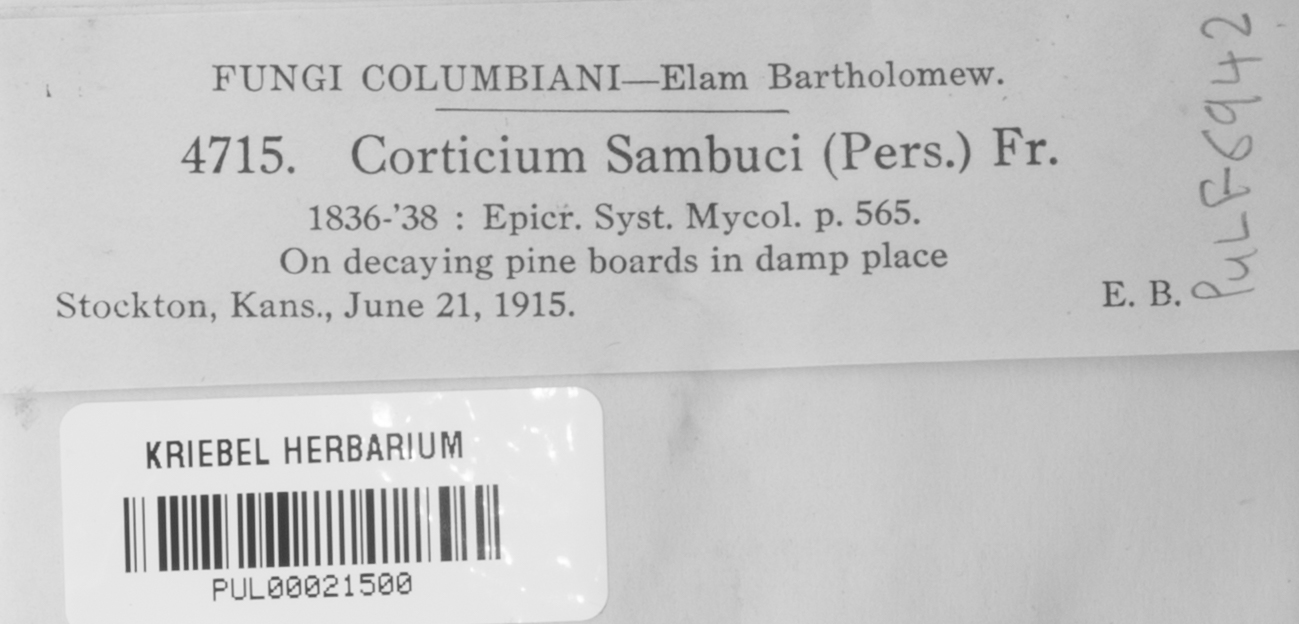 FUNGI COLUMBIANI—Elam Bartholomew.
4715. Corticium Sambuci (Pers.) Fr.
1836-'38 : Epicr. Syst. Mycol. p. 565.
On decaying pine boards in damp place
Stockton, Kans., June 21, 1915.
E. B.
PUL F6942
KRIEBEL HERBARIUM
PUL00021500